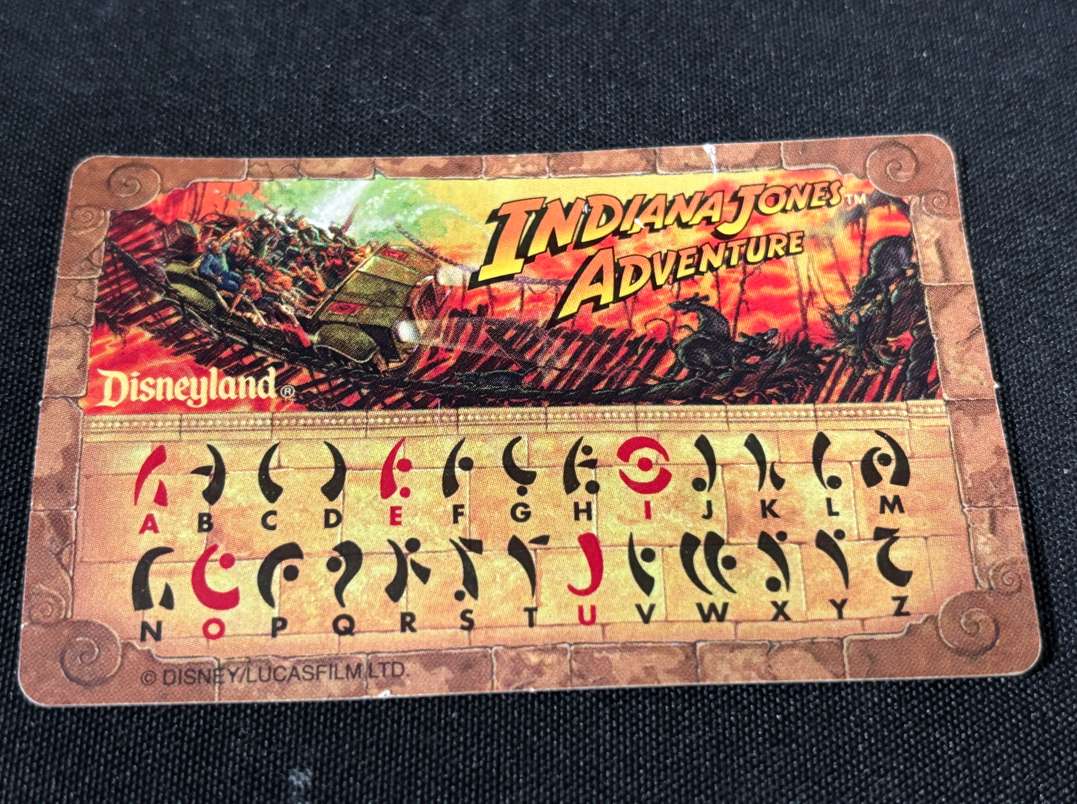 INDIANA JONES™
ADVENTURE
Disneyland®
A B C D E F G H I J K L M
N O P Q R S T U V W X Y Z
© DISNEY/LUCASFILM LTD.